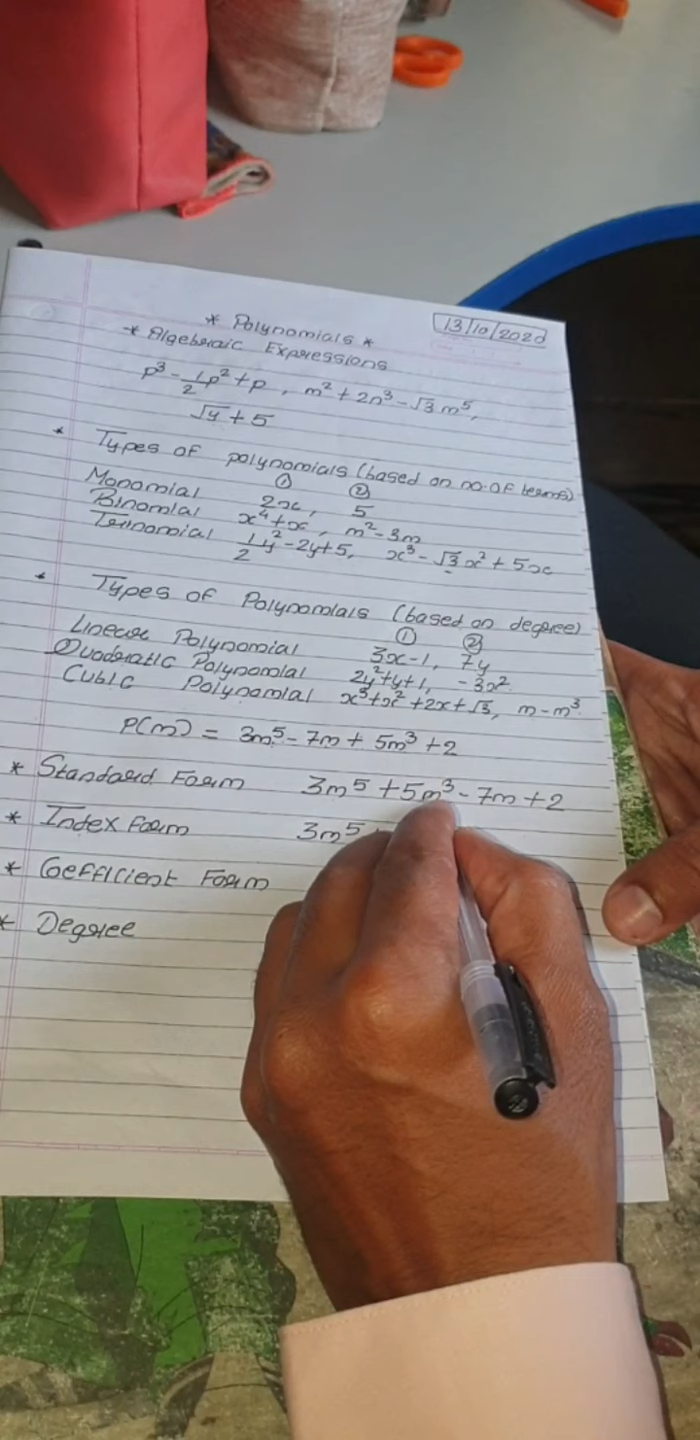 * Polynomials *
13/10/2020
* Algebraic Expressions
p³ - 1/2 p² + p , m² + 2n³ - √3 m⁵,
√y + 5
* Types of polynomials (based on no. of terms)
① ②
Monomial 2x, 5
Binomial x⁴+x, m²-3m
Trinomial 1/2 y²-2y+5, x³-√3x²+5x
* Types of Polynomials (based on degree)
① ②
Linear Polynomial 3x-1, 7y
Quadratic Polynomial 2y²+y+1, -3x²
Cubic Polynomial x³+x²+2x+√3, m-m³
P(m) = 3m⁵-7m+5m³+2
* Standard Form 3m⁵+5m³-7m+2
* Index form 3m⁵
* Coefficient Form
* Degree